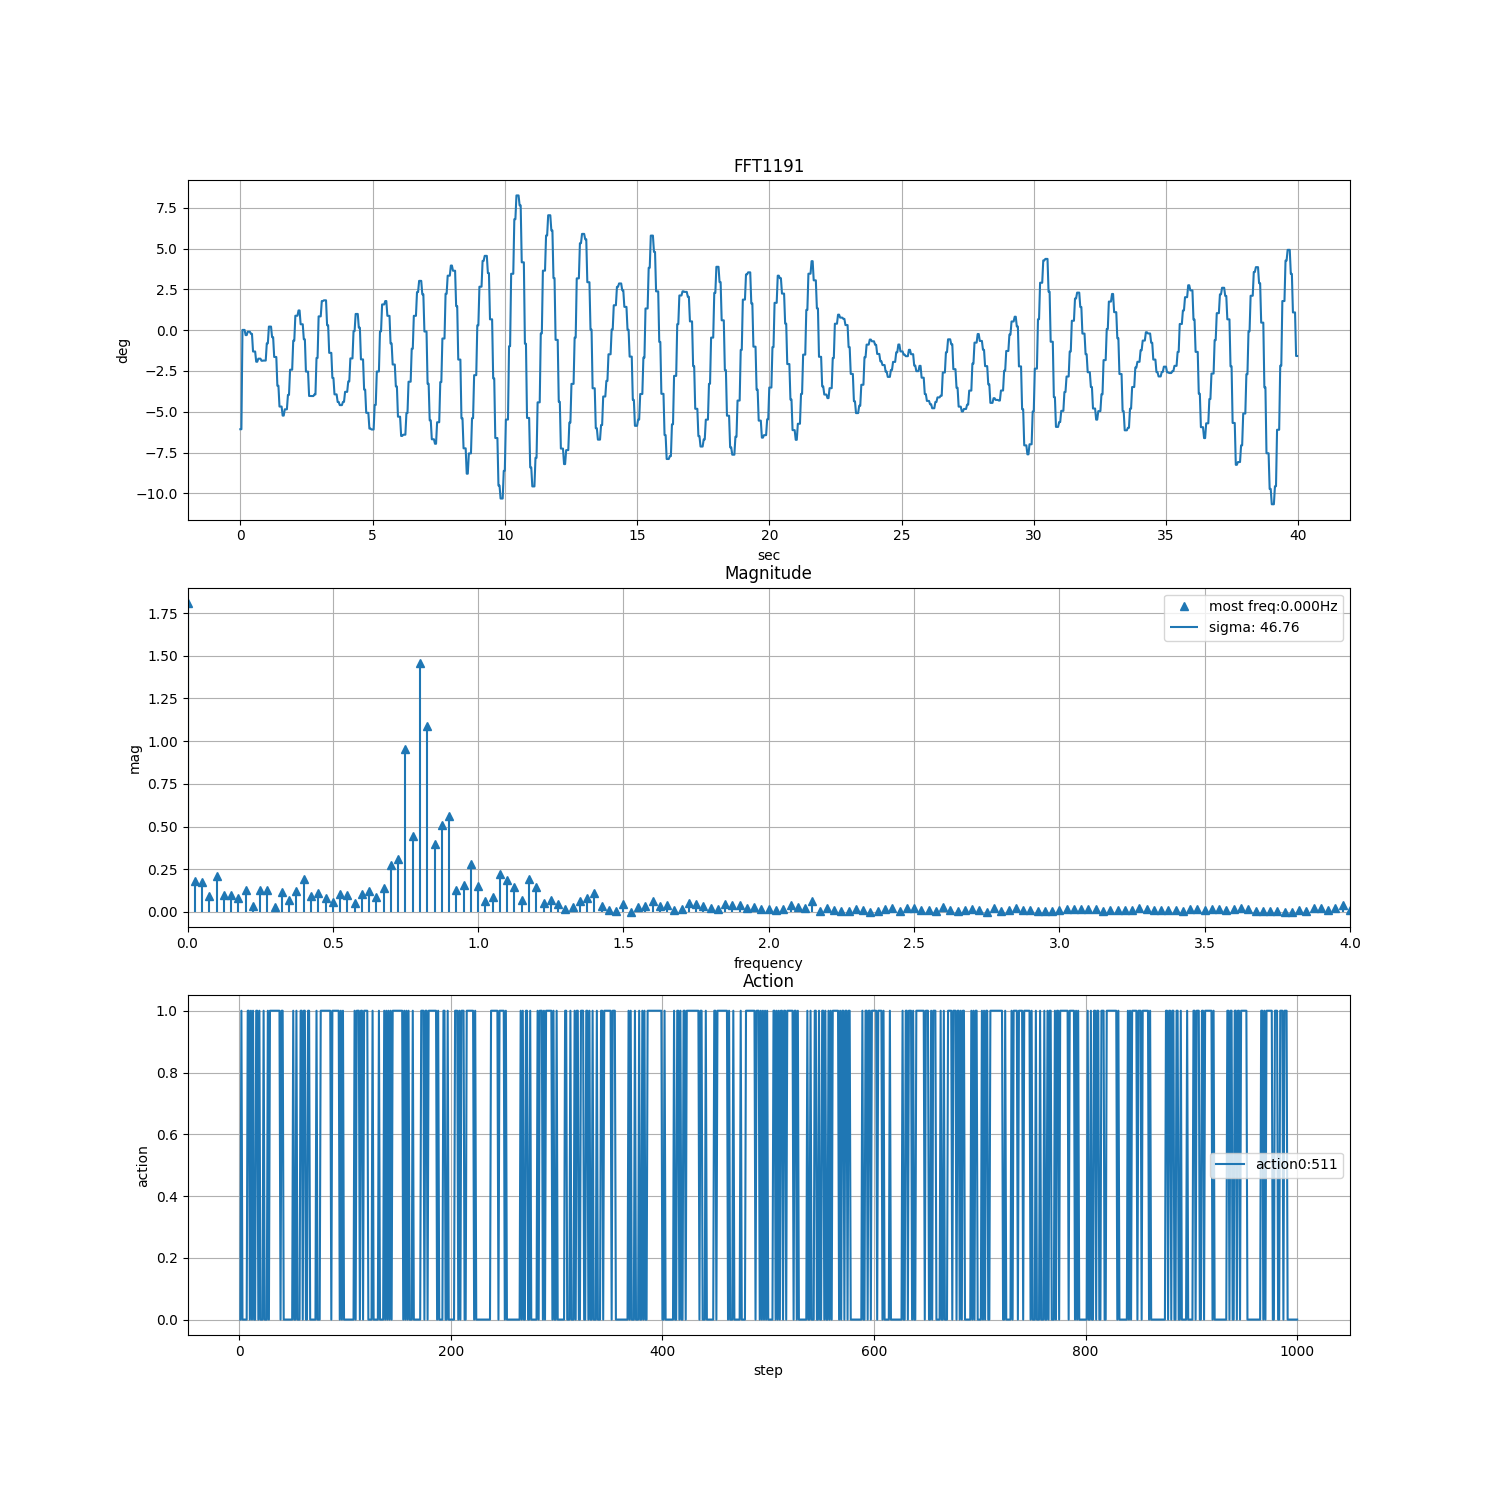 FFT1191
7.5
5.0
2.5
0.0
−2.5
−5.0
−7.5
−10.0
deg
0 5 10 15 20 25 30 35 40
sec
Magnitude
1.75
1.50
1.25
1.00
0.75
0.50
0.25
0.00
mag
most freq:0.000Hz
sigma: 46.76
0.0 0.5 1.0 1.5 2.0 2.5 3.0 3.5 4.0
frequency
Action
1.0
0.8
0.6
0.4
0.2
0.0
action
action0:511
0 200 400 600 800 1000
step